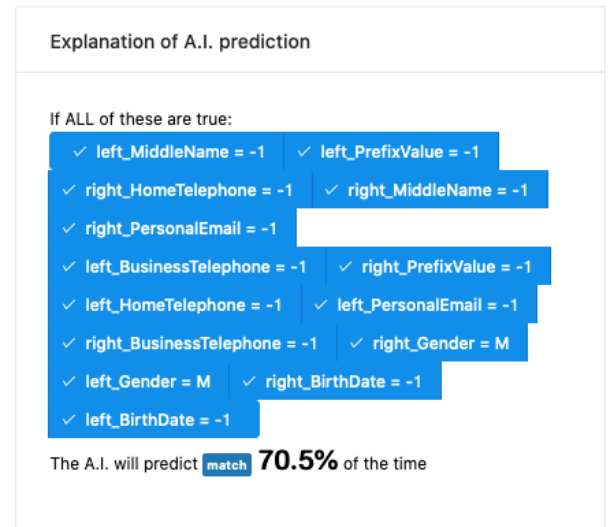 Explanation of A.I. prediction
If ALL of these are true:
✓ left_MiddleName = -1 ✓ left_PrefixValue = -1
✓ right_HomeTelephone = -1 ✓ right_MiddleName = -1
✓ right_PersonalEmail = -1
✓ left_BusinessTelephone = -1 ✓ right_PrefixValue = -1
✓ left_HomeTelephone = -1 ✓ left_PersonalEmail = -1
✓ right_BusinessTelephone = -1 ✓ right_Gender = M
✓ left_Gender = M ✓ right_BirthDate = -1
✓ left_BirthDate = -1
The A.I. will predict match 70.5% of the time